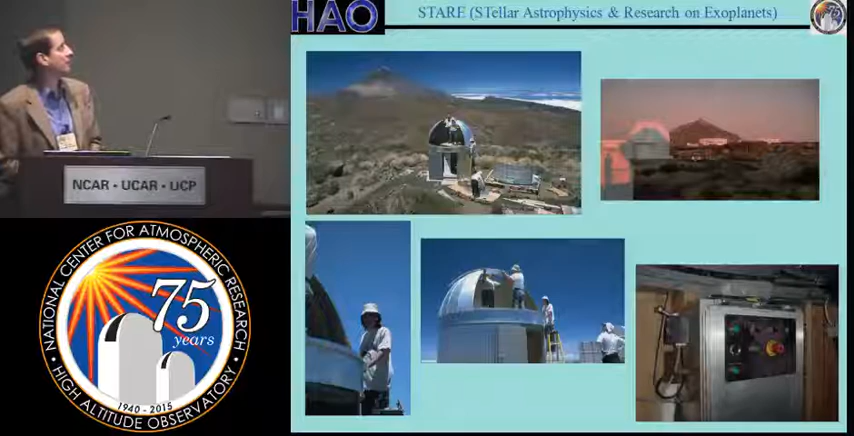 HAO
STARE (STellar Astrophysics & Research on Exoplanets)
75
NCAR • UCAR • UCP
NATIONAL CENTER FOR ATMOSPHERIC RESEARCH
75
years
1940 - 2015
• HIGH ALTITUDE OBSERVATORY •